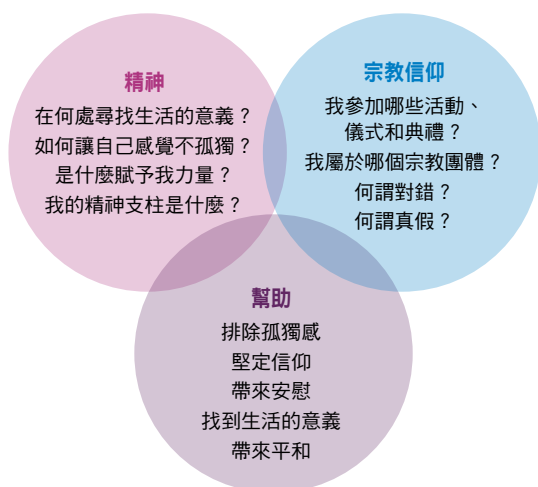 精神
在何處尋找生活的意義？
如何讓自己感覺不孤獨？
是什麼賦予我力量？
我的精神支柱是什麼？
宗教信仰
我參加哪些活動、
儀式和典禮？
我屬於哪個宗教團體？
何謂對錯？
何謂真假？
幫助
排除孤獨感
堅定信仰
帶來安慰
找到生活的意義
帶來平和